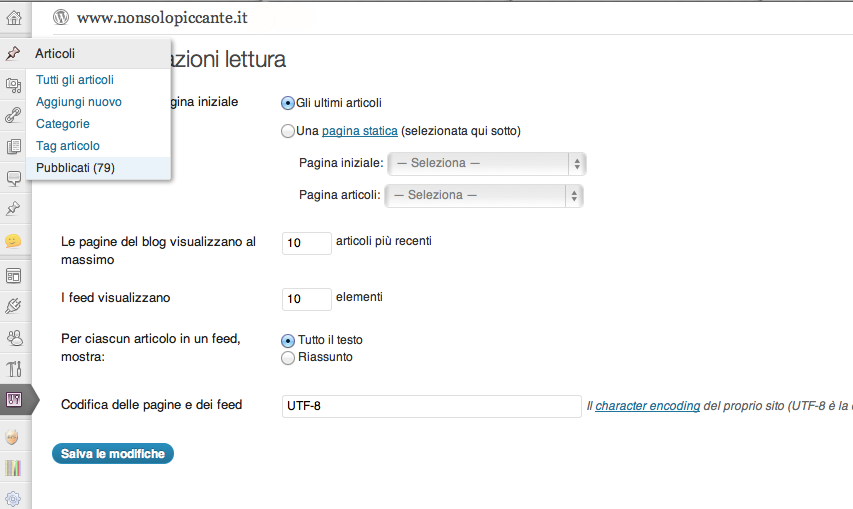 www.nonsolopiccante.it
Articoli
azioni lettura
Tutti gli articoli
Aggiungi nuovo
Categorie
Tag articolo
Pubblicati (79)
gina iniziale
Gli ultimi articoli
Una pagina statica (selezionata qui sotto)
Pagina iniziale: — Seleziona —
Pagina articoli: — Seleziona —
Le pagine del blog visualizzano al
massimo
10 articoli più recenti
I feed visualizzano
10 elementi
Per ciascun articolo in un feed,
mostra:
Tutto il testo
Riassunto
Codifica delle pagine e dei feed
UTF-8
Il character encoding del proprio sito (UTF-8 è la
Salva le modifiche